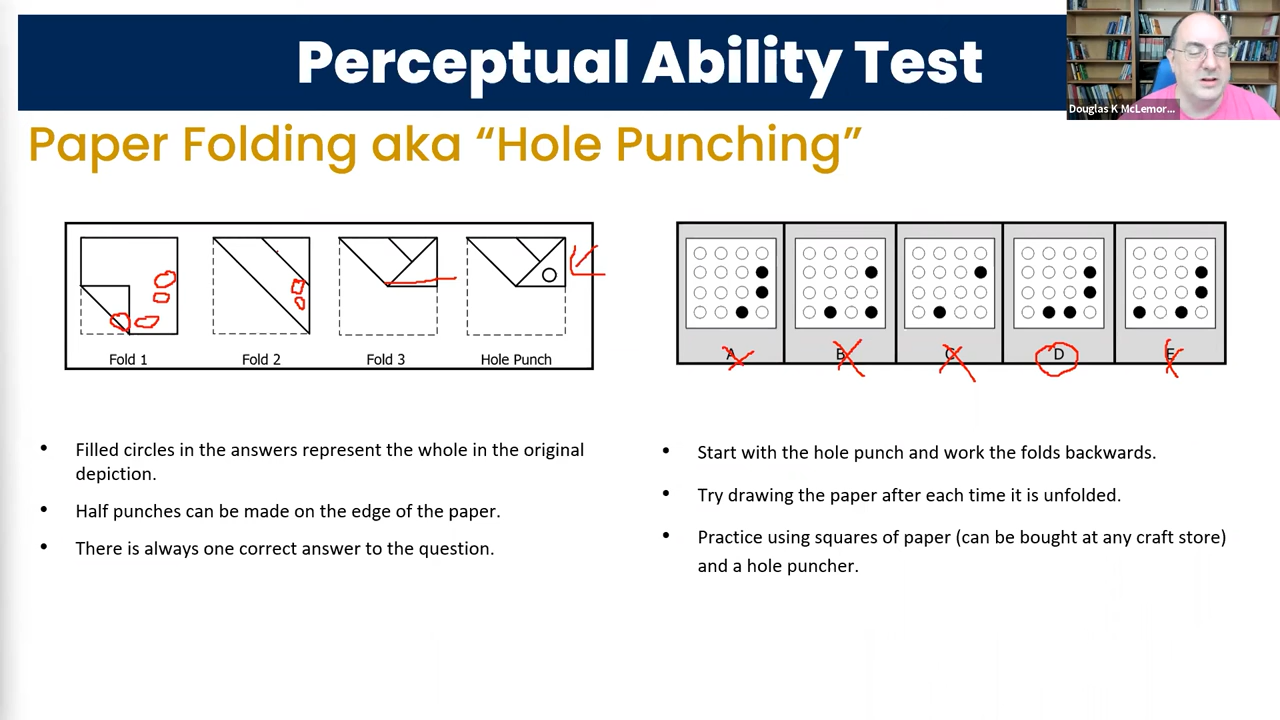 Perceptual Ability Test
Douglas K McLemor...
Paper Folding aka “Hole Punching”
Fold 1
Fold 2
Fold 3
Hole Punch
A
B
C
D
E
• Filled circles in the answers represent the whole in the original
depiction.
• Half punches can be made on the edge of the paper.
• There is always one correct answer to the question.
• Start with the hole punch and work the folds backwards.
• Try drawing the paper after each time it is unfolded.
• Practice using squares of paper (can be bought at any craft store)
and a hole puncher.